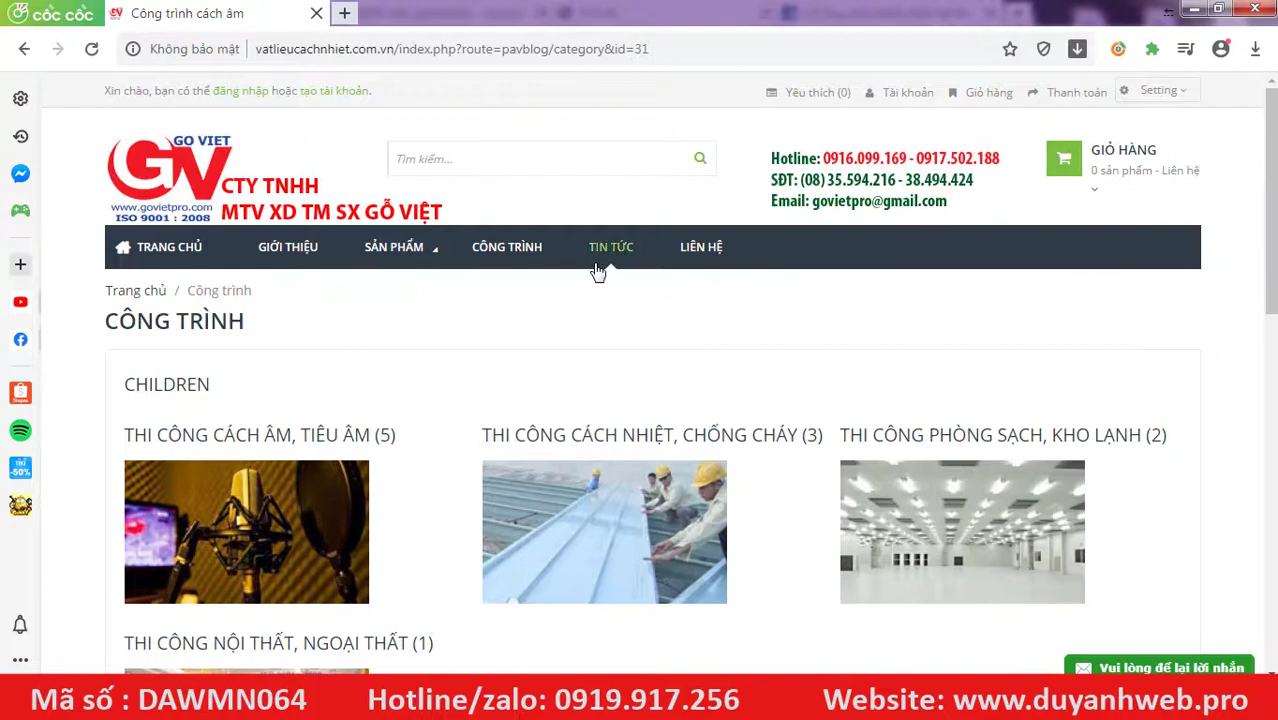 cốc cốc
Công trình cách âm
Không bảo mật
vatlieucachnhiet.com.vn/index.php?route=pavblog/category&id=31
Xin chào, bạn có thể đăng nhập hoặc tạo tài khoản.
Yêu thích (0)
Tài khoản
Giỏ hàng
Thanh toán
Setting
GO VIET
GV
www.govietpro.com
ISO 9001 : 2008
CTY TNHH
MTV XD TM SX GỖ VIỆT
Tìm kiếm...
Hotline: 0916.099.169 - 0917.502.188
SĐT: (08) 35.594.216 - 38.494.424
Email: govietpro@gmail.com
GIỎ HÀNG
0 sản phẩm - Liên hệ
TRANG CHỦ
GIỚI THIỆU
SẢN PHẨM
CÔNG TRÌNH
TIN TỨC
LIÊN HỆ
Trang chủ / Công trình
CÔNG TRÌNH
CHILDREN
THI CÔNG CÁCH ÂM, TIÊU ÂM (5)
THI CÔNG CÁCH NHIỆT, CHỐNG CHÁY (3)
THI CÔNG PHÒNG SẠCH, KHO LẠNH (2)
THI CÔNG NỘI THẤT, NGOẠI THẤT (1)
Vui lòng để lại lời nhắn
Mã số : DAWMN064
Hotline/zalo: 0919.917.256
Website: www.duyanhweb.pro